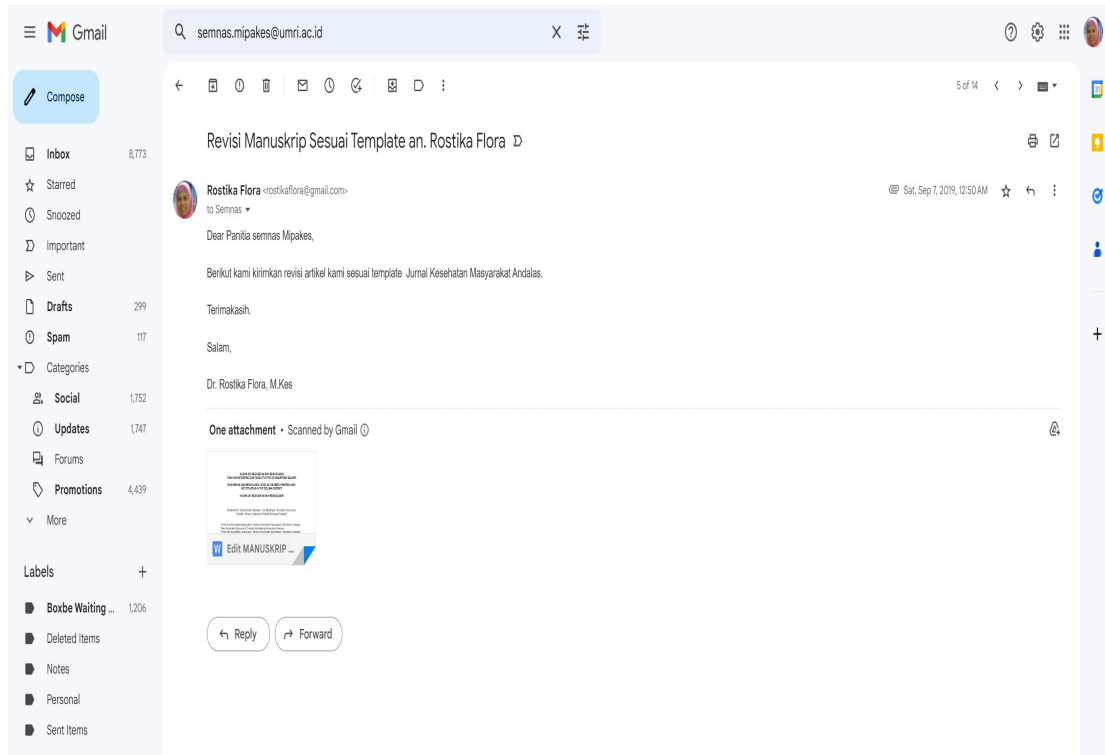 Gmail
semnas.mipakes@umri.ac.id
Compose
5 of 14
Inbox 8,773
Starred
Snoozed
Important
Sent
Drafts 299
Spam 117
Categories
Social 1,752
Updates 1,747
Forums
Promotions 4,439
More
Labels
Boxbe Waiting ... 1,206
Deleted Items
Notes
Personal
Sent Items
Revisi Manuskrip Sesuai Template an. Rostika Flora
Rostika Flora <rostikaflora@gmail.com>
Sat, Sep 7, 2019, 12:50 AM
to Semnas
Dear Panitia semnas Mipakes,
Berikut kami kirimkan revisi artikel kami sesuai template Jurnal Kesehatan Masyarakat Andalas.
Terimakasih.
Salam,
Dr. Rostika Flora, M.Kes
One attachment • Scanned by Gmail
W Edit MANUSKRIP ...
Reply
Forward